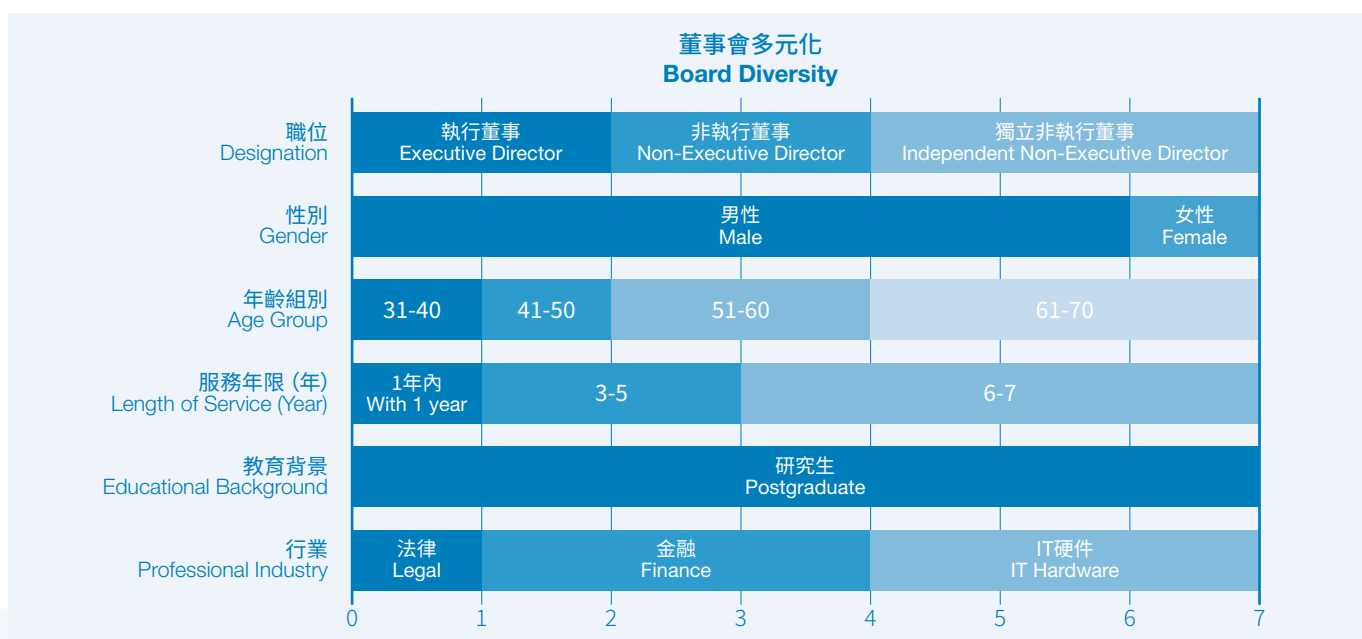 董事會多元化
Board Diversity
職位
Designation
執行董事
Executive Director
非執行董事
Non-Executive Director
獨立非執行董事
Independent Non-Executive Director
性別
Gender
男性
Male
女性
Female
年齡組別
Age Group
31-40
41-50
51-60
61-70
服務年限（年）
Length of Service (Year)
1年內
With 1 year
3-5
6-7
教育背景
Educational Background
研究生
Postgraduate
行業
Professional Industry
法律
Legal
金融
Finance
IT硬件
IT Hardware
0 1 2 3 4 5 6 7